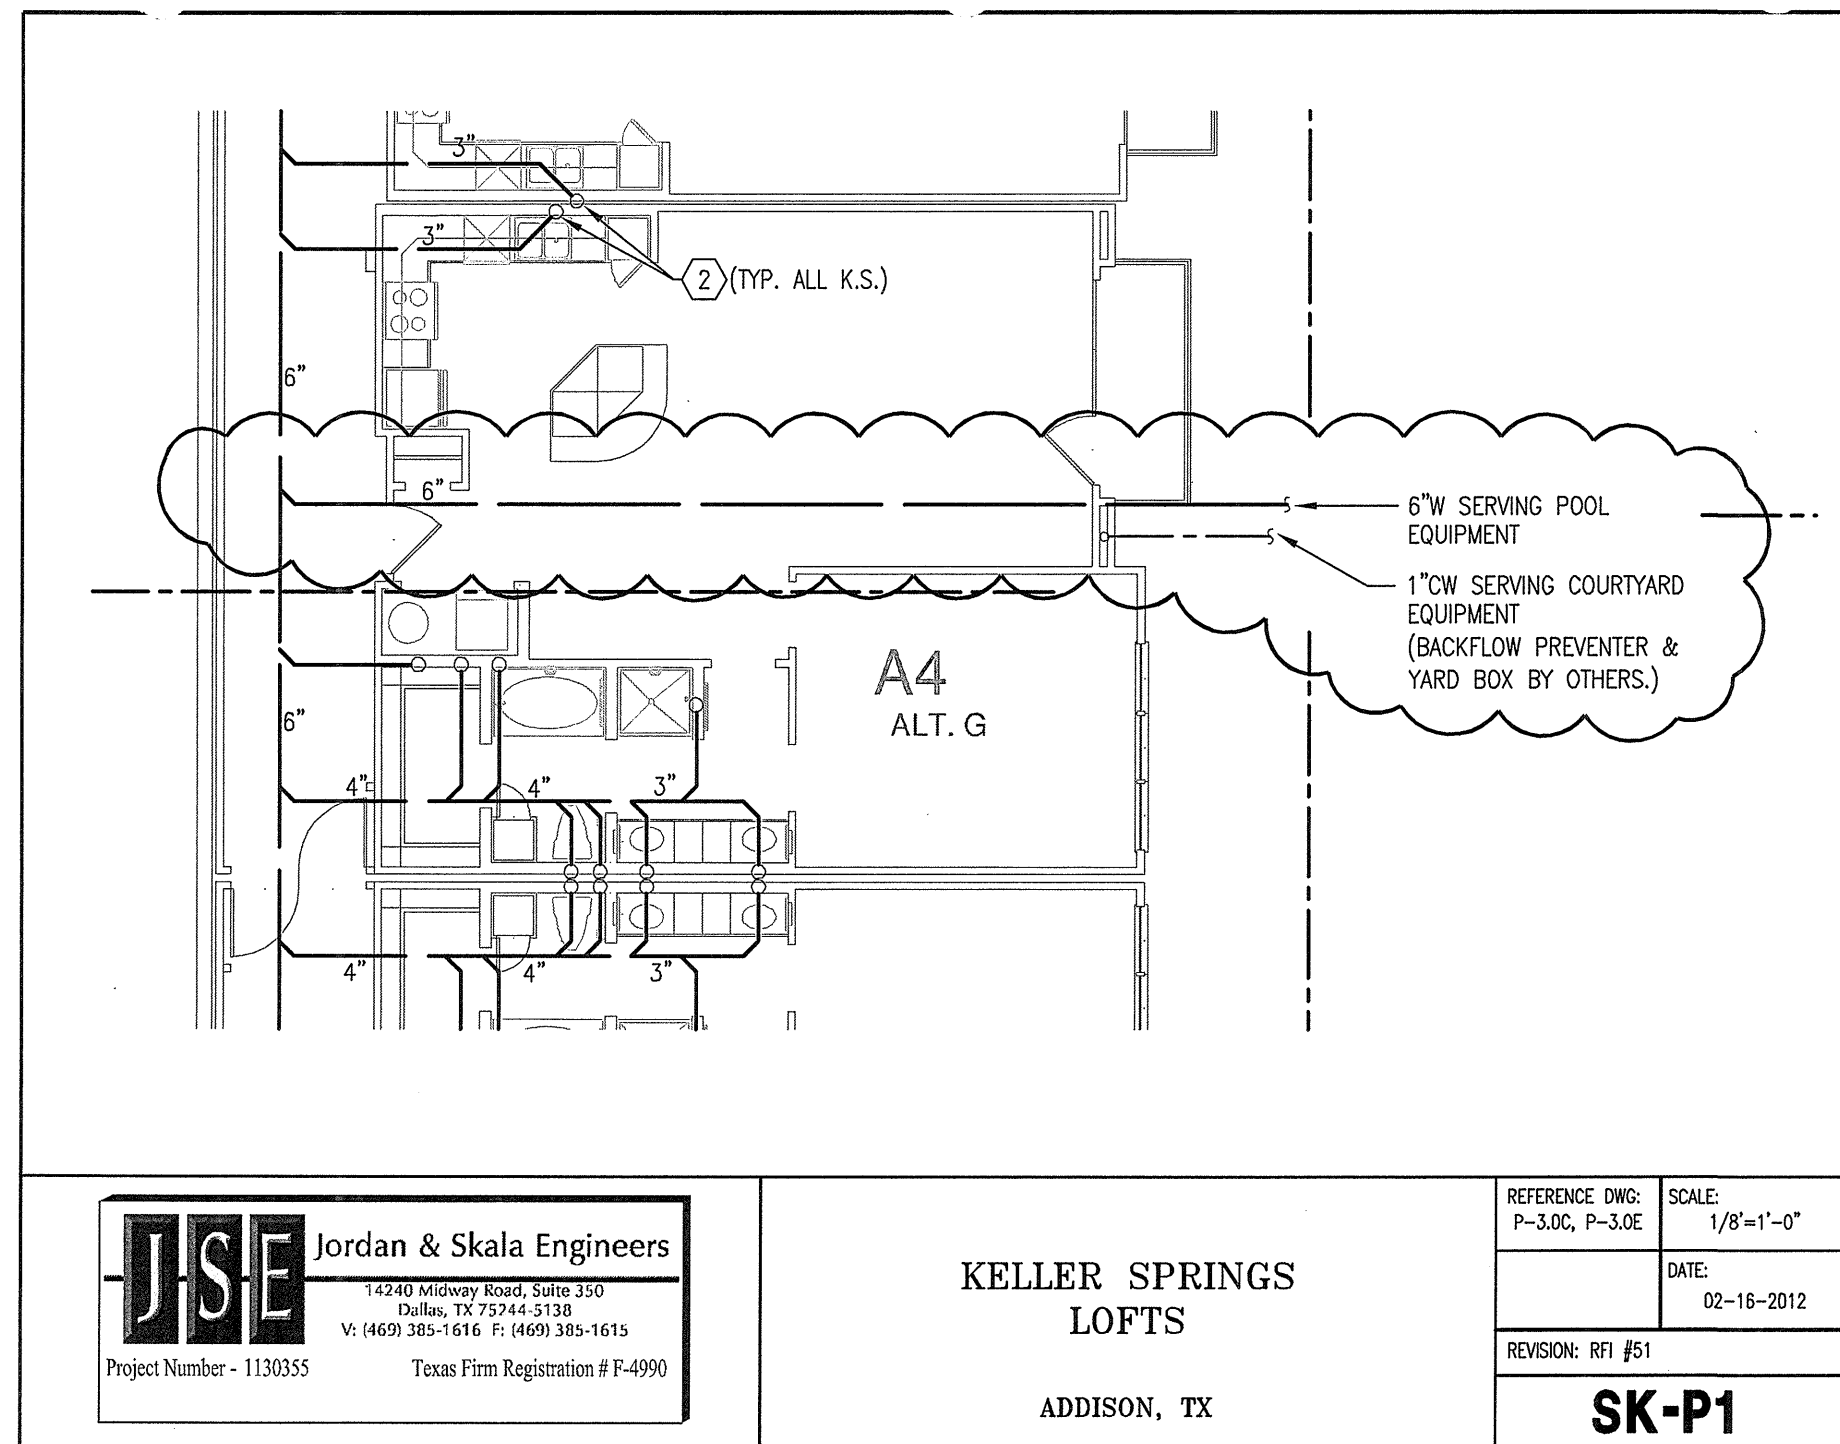 3"
3"
2 (TYP. ALL K.S.)
6"
6"
6"W SERVING POOL
EQUIPMENT
1"CW SERVING COURTYARD
EQUIPMENT
(BACKFLOW PREVENTER &
YARD BOX BY OTHERS.)
A4
ALT. G
6"
4" 4" 3"
4" 4" 3"
JSE
Jordan & Skala Engineers
14240 Midway Road, Suite 350
Dallas, TX 75244-5138
V: (469) 385-1616 F: (469) 385-1615
Project Number - 1130355 Texas Firm Registration # F-4990
KELLER SPRINGS
LOFTS
ADDISON, TX
REFERENCE DWG:
P-3.0C, P-3.0E
SCALE:
1/8'=1'-0"
DATE:
02-16-2012
REVISION: RFI #51
SK-P1